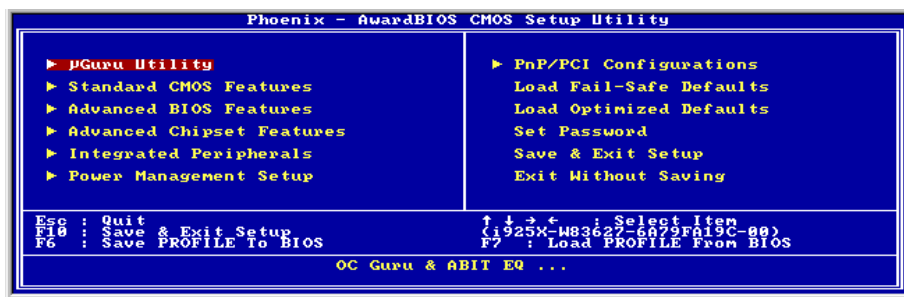 Phoenix - AwardBIOS CMOS Setup Utility
► µGuru Utility
► Standard CMOS Features
► Advanced BIOS Features
► Advanced Chipset Features
► Integrated Peripherals
► Power Management Setup
► PnP/PCI Configurations
Load Fail-Safe Defaults
Load Optimized Defaults
Set Password
Save & Exit Setup
Exit Without Saving
Esc : Quit
F10 : Save & Exit Setup
F6 : Save PROFILE To BIOS
↑ ↓ → ← : Select Item
(i925X-W83627-6A79FA19C-00)
F7 : Load PROFILE From BIOS
OC Guru & ABIT EQ ...